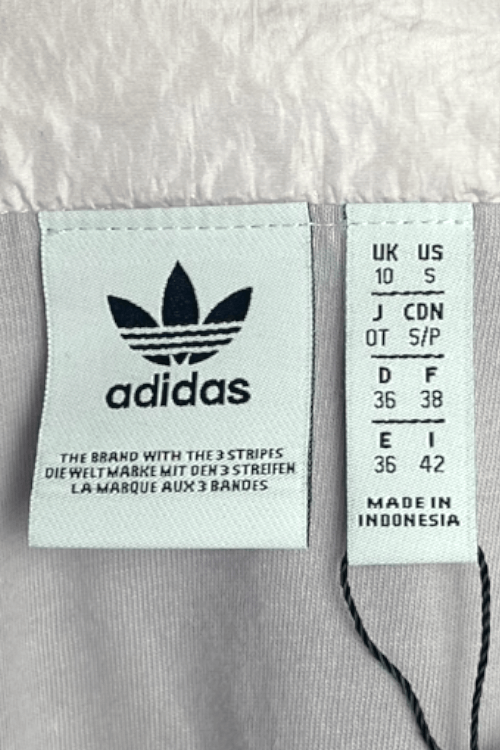 adidas
THE BRAND WITH THE 3 STRIPES
DIE WELTMARKE MIT DEN 3 STREIFEN
LA MARQUE AUX 3 BANDES
UK US
10 S
J CDN
OT S/P
D F
36 38
E I
36 42
MADE IN
INDONESIA